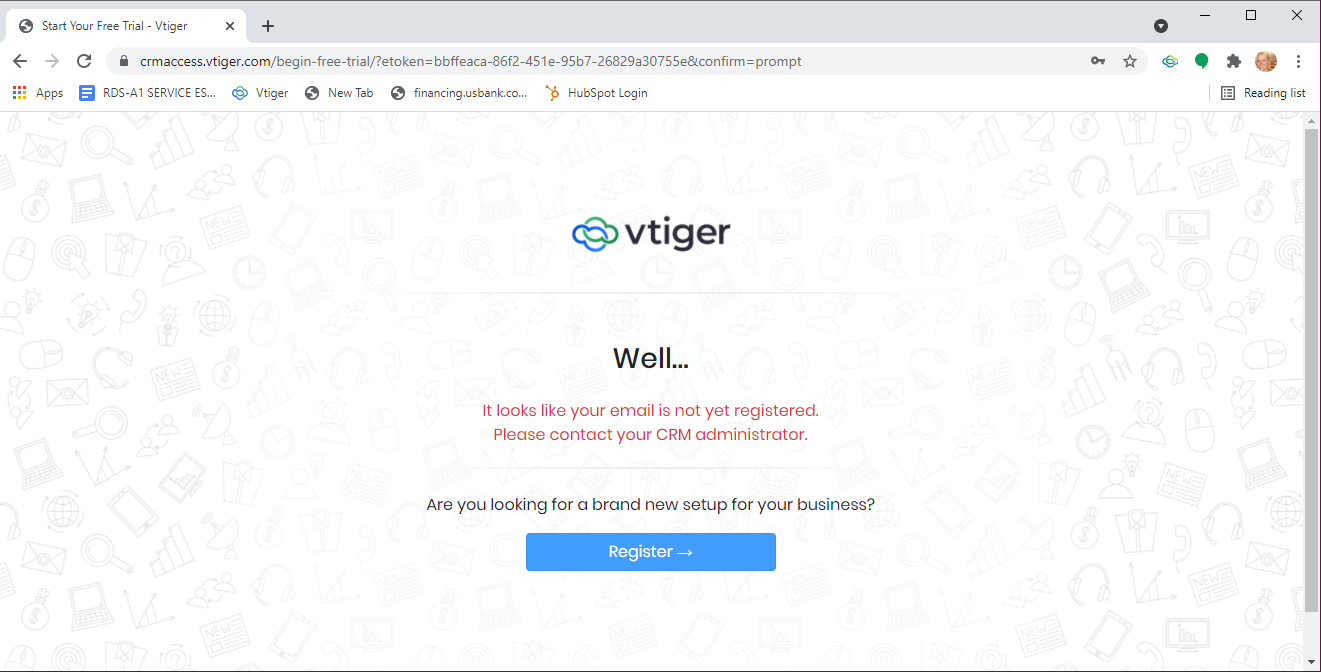 Start Your Free Trial - Vtiger
crmaccess.vtiger.com/begin-free-trial/?etoken=bbffeaca-86f2-451e-95b7-26829a30755e&confirm=prompt
Apps
RDS-A1 SERVICE ES...
Vtiger
New Tab
financing.usbank.co...
HubSpot Login
Reading list
vtiger
Well...
It looks like your email is not yet registered.
Please contact your CRM administrator.
Are you looking for a brand new setup for your business?
Register →